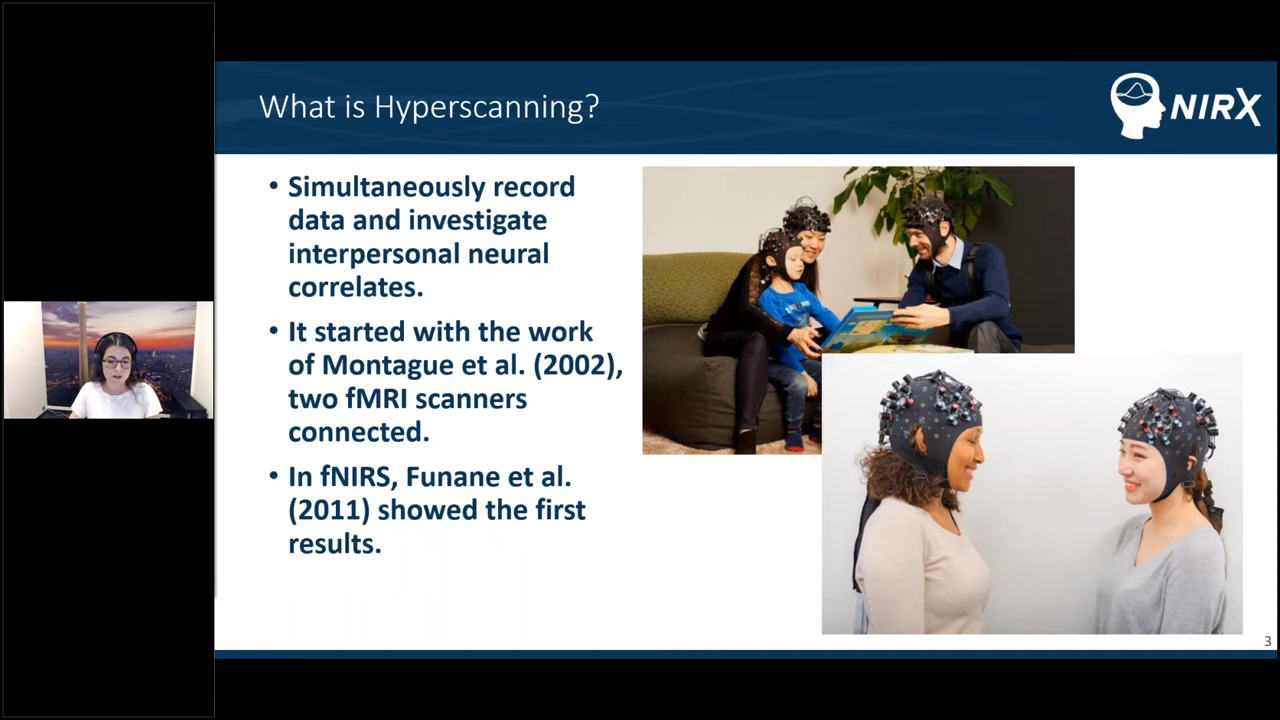 What is Hyperscanning?
NIRX
• Simultaneously record
data and investigate
interpersonal neural
correlates.
• It started with the work
of Montague et al. (2002),
two fMRI scanners
connected.
• In fNIRS, Funane et al.
(2011) showed the first
results.
3